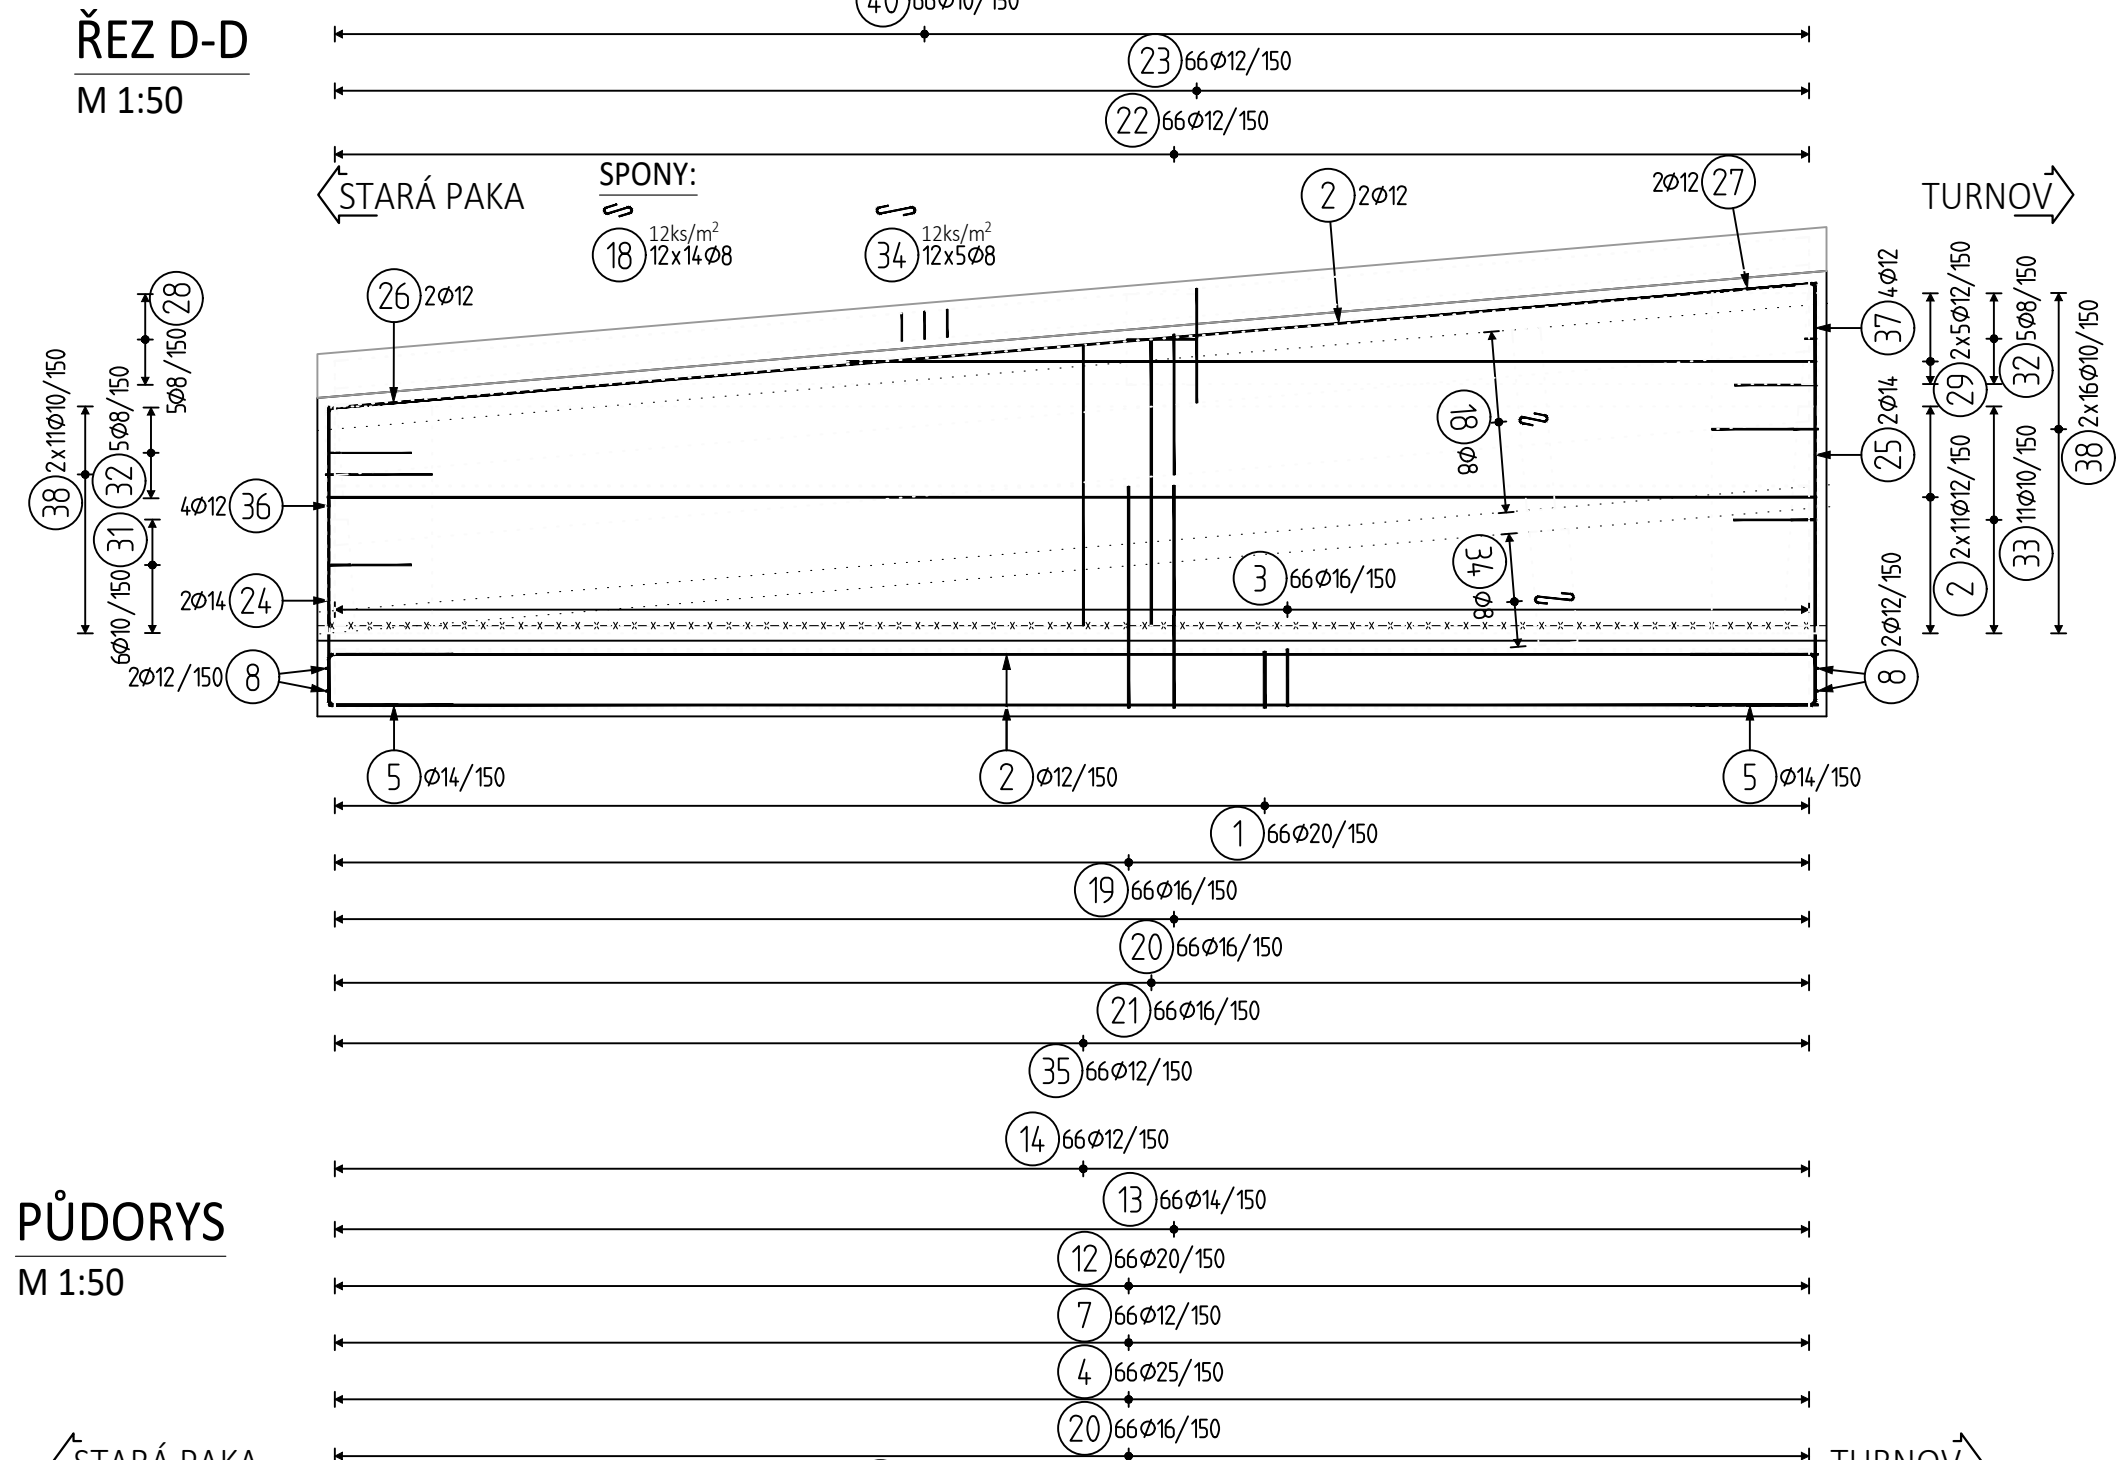 40 66Ø10/150
ŘEZ D-D
M 1:50
23 66Ø12/150
22 66Ø12/150
STARÁ PAKA
SPONY:
18 12ks/m²
12x14Ø8
34 12ks/m²
12x5Ø8
2 2Ø12
2Ø12 27
TURNOV
26 2Ø12
5Ø8/150 28
38 2x11Ø10/150
32 5Ø8/150
6Ø10/150 31
4Ø12 36
2Ø14 24
2Ø12/150 8
18 Ø8
34 Ø8
3 66Ø16/150
37 4Ø12
25 2Ø14
2Ø12/150
8
29 2x5Ø12/150
2 2x11Ø12/150
32 5Ø8/150
33 11Ø10/150
38 2x16Ø10/150
5 Ø14/150
2 Ø12/150
5 Ø14/150
1 66Ø20/150
19 66Ø16/150
20 66Ø16/150
21 66Ø16/150
35 66Ø12/150
14 66Ø12/150
13 66Ø14/150
PŮDORYS
M 1:50
12 66Ø20/150
7 66Ø12/150
4 66Ø25/150
20 66Ø16/150
STARÁ PAKA
TURNOV